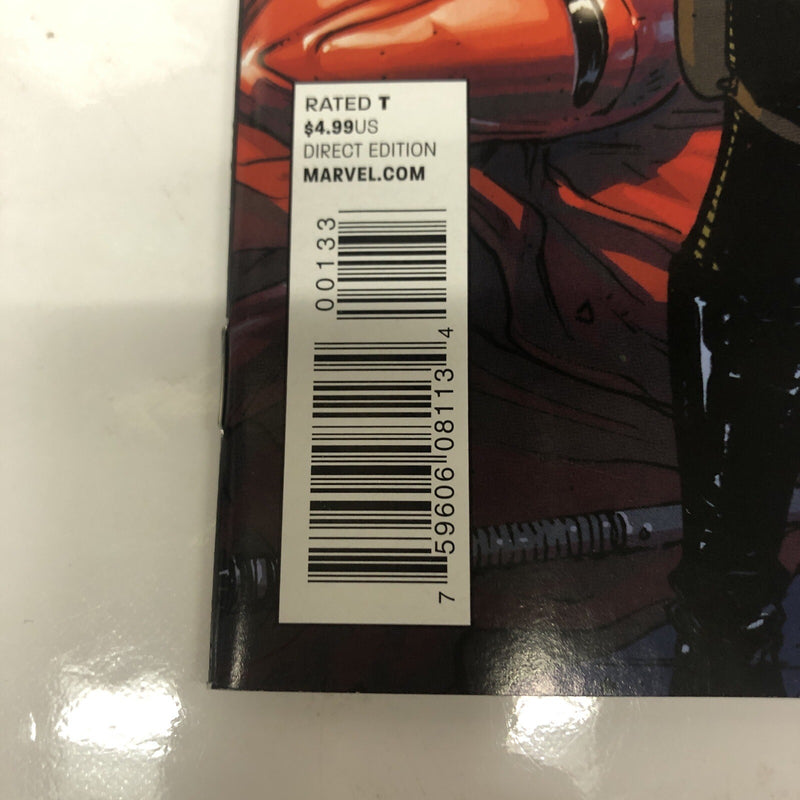 RATED T
$4.99US
DIRECT EDITION
MARVEL.COM
00133
7 59606 08113 4